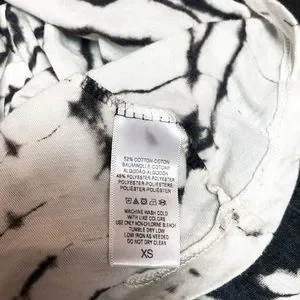 52% COTTON-COTON
BAUMWOLLE-COTONE
ALGODÃO-ALGODÓN
48% POLYESTER-POLYESTER
POLIESTERE-POLYESTER
POLIÉSTER-POLIÉSTER
MACHINE WASH COLD
WITH LIKE COLORS
USE ONLY NON-CHLORINE BLEACH
TUMBLE DRY LOW
LOW IRON AS NEEDED
DO NOT DRY CLEAN
XS